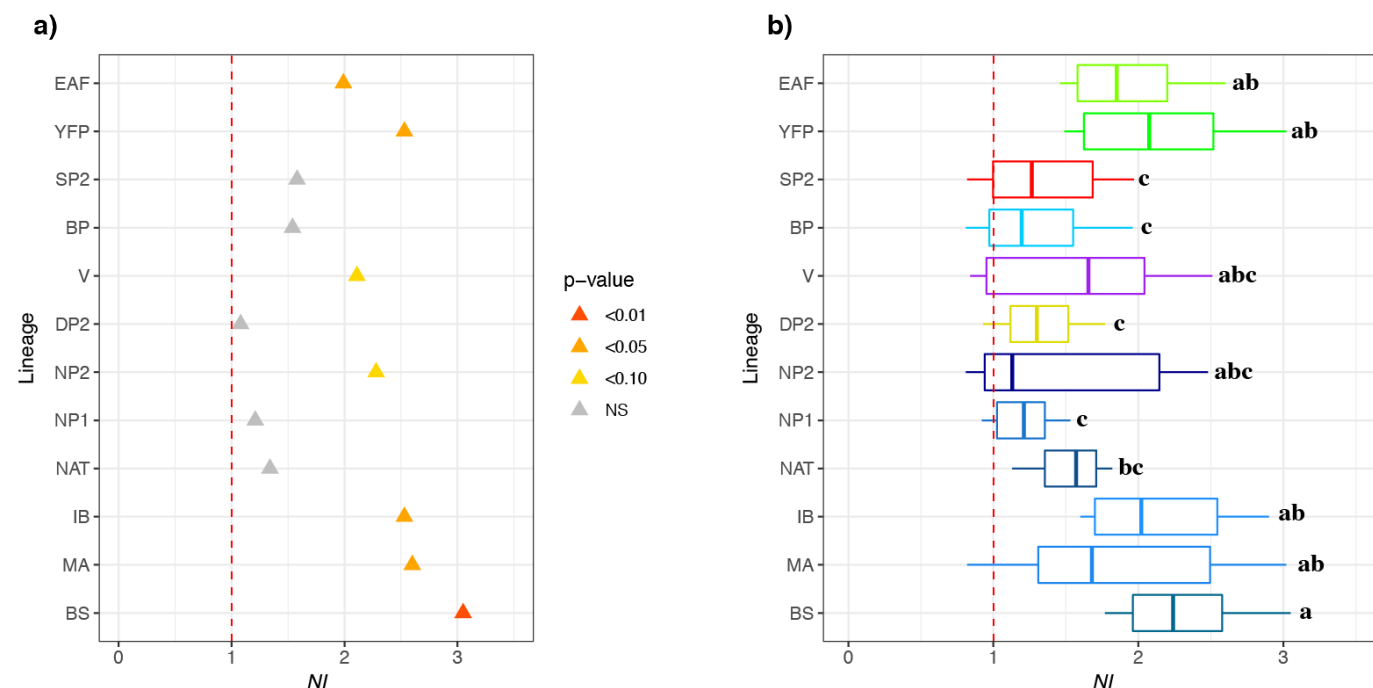 a)
Lineage
EAF
YFP
SP2
BP
V
DP2
NP2
NP1
NAT
IB
MA
BS
0 1 2 3
NI
p−value
<0.01
<0.05
<0.10
NS
b)
Lineage
EAF ab
YFP ab
SP2 c
BP c
V abc
DP2 c
NP2 abc
NP1 c
NAT bc
IB ab
MA ab
BS a
0 1 2 3
NI